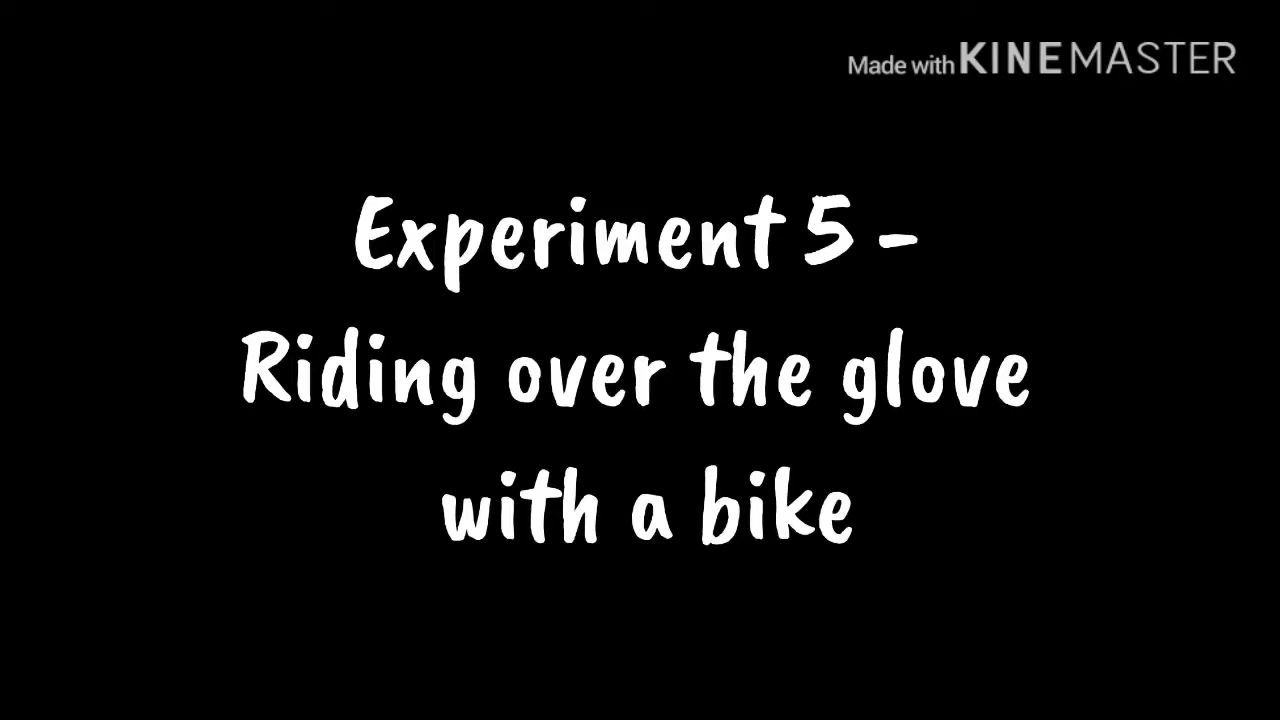 Made with KINEMASTER
Experiment 5 -
Riding over the glove
with a bike